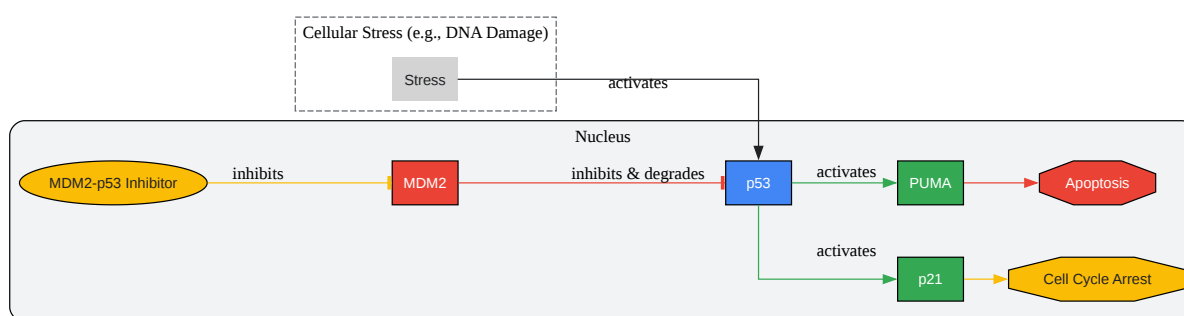 Cellular Stress (e.g., DNA Damage)
Stress
activates
Nucleus
MDM2-p53 Inhibitor
inhibits
MDM2
inhibits & degrades
p53
activates
PUMA
Apoptosis
activates
p21
Cell Cycle Arrest